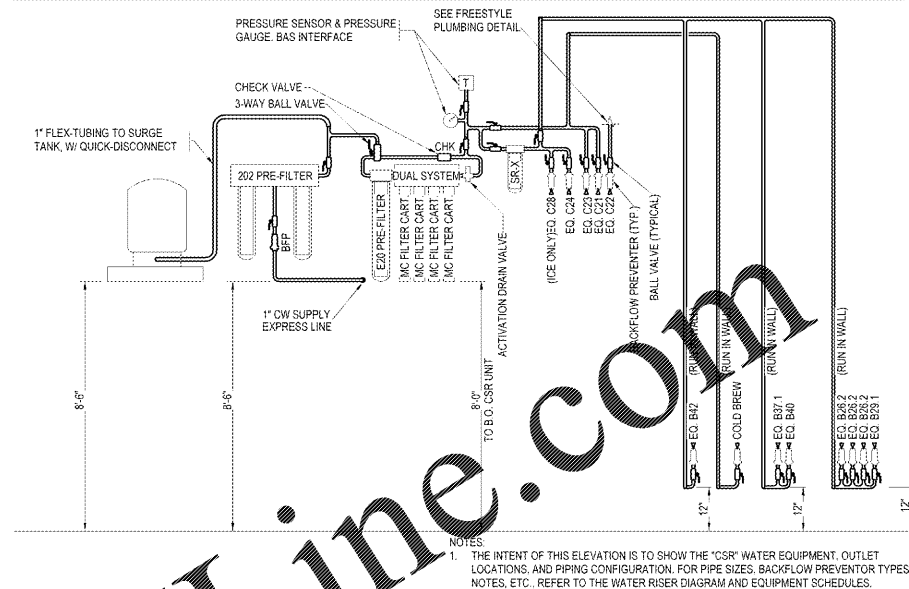 PRESSURE SENSOR & PRESSURE
GAUGE. BAS INTERFACE
SEE FREESTYLE
PLUMBING DETAIL
CHECK VALVE
3-WAY BALL VALVE
1" FLEX-TUBING TO SURGE
TANK, W/ QUICK-DISCONNECT
T
CHK
202 PRE-FILTER
DUAL SYSTEM
SR-X
BFP
E20 PRE-FILTER
MC FILTER CART
MC FILTER CART
MC FILTER CART
MC FILTER CART
ACTIVATION DRAIN VALVE
(ICE ONLY)EQ. C28
EQ. C24
EQ. C23
EQ. C21
EQ. C22
BACKFLOW PREVENTER (TYP.)
BALL VALVE (TYPICAL)
1" CW SUPPLY
EXPRESS LINE
8'-6"
8'-6"
8'-0"
TO B.O. CSR UNIT
EQ. B42
(RUN IN WALL)
COLD BREW
(RUN IN WALL)
EQ. B37.1
EQ. B40
(RUN IN WALL)
EQ. B26.2
EQ. B26.2
EQ. B26.2
EQ. B29.1
(RUN IN WALL)
12"
12"
12"
NOTES:
1. THE INTENT OF THIS ELEVATION IS TO SHOW THE "CSR" WATER EQUIPMENT, OUTLET
LOCATIONS, AND PIPING CONFIGURATION. FOR PIPE SIZES, BACKFLOW PREVENTOR TYPES
NOTES, ETC., REFER TO THE WATER RISER DIAGRAM AND EQUIPMENT SCHEDULES.
Line.com